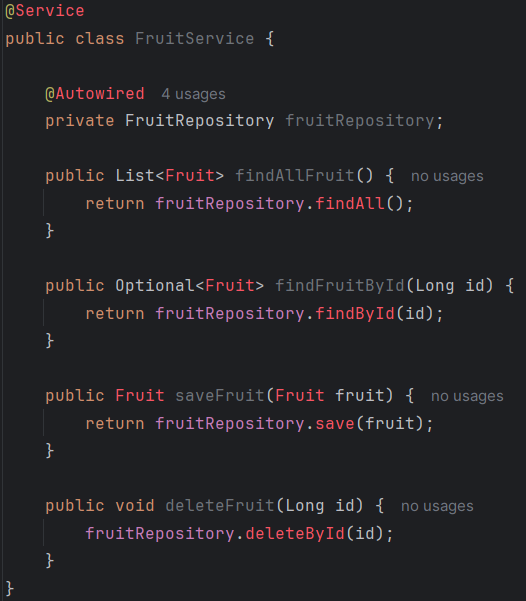 @Service
public class FruitService {
@Autowired 4 usages
private FruitRepository fruitRepository;
public List<Fruit> findAllFruit() { no usages
return fruitRepository.findAll();
}
public Optional<Fruit> findFruitById(Long id) {
return fruitRepository.findById(id);
}
public Fruit saveFruit(Fruit fruit) { no usages
return fruitRepository.save(fruit);
}
public void deleteFruit(Long id) { no usages
fruitRepository.deleteById(id);
}
}